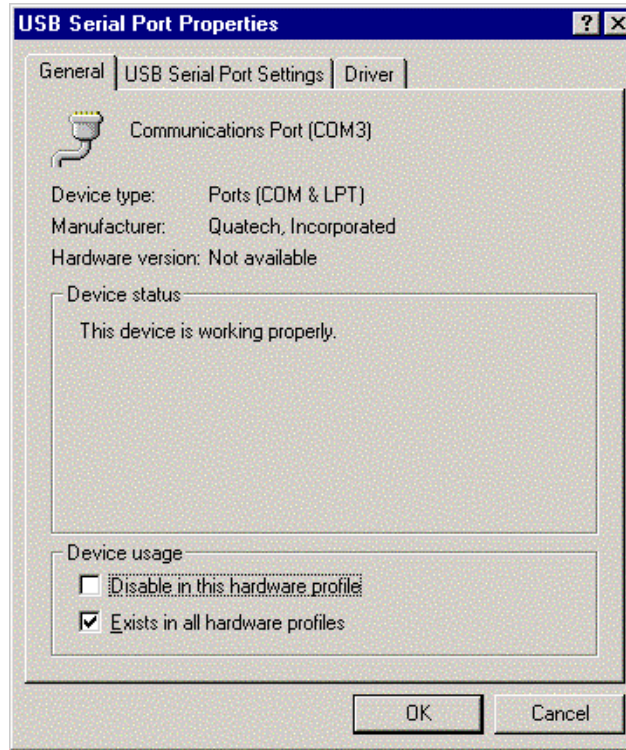 USB Serial Port Properties
General USB Serial Port Settings Driver
Communications Port (COM3)
Device type: Ports (COM & LPT)
Manufacturer: Quatech, Incorporated
Hardware version: Not available
Device status
This device is working properly.
Device usage
Disable in this hardware profile
Exists in all hardware profiles
OK Cancel